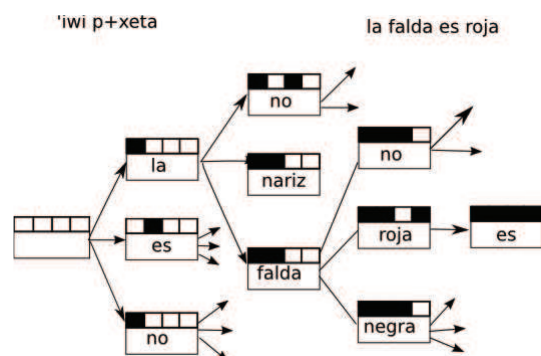 'iwi p+xeta
la falda es roja
no
la
no
nariz
es
roja
es
falda
no
negra